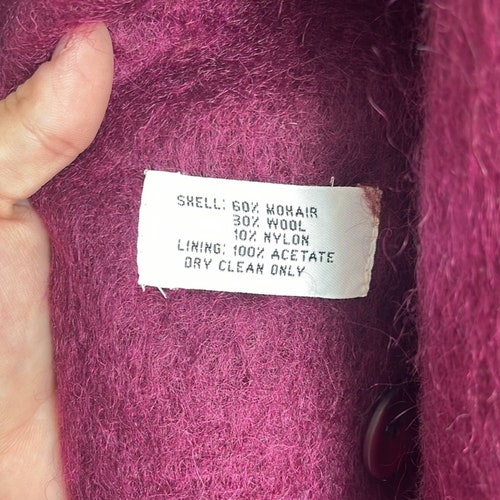 SHELL: 60% MOHAIR
30% WOOL
10% NYLON
LINING: 100% ACETATE
DRY CLEAN ONLY